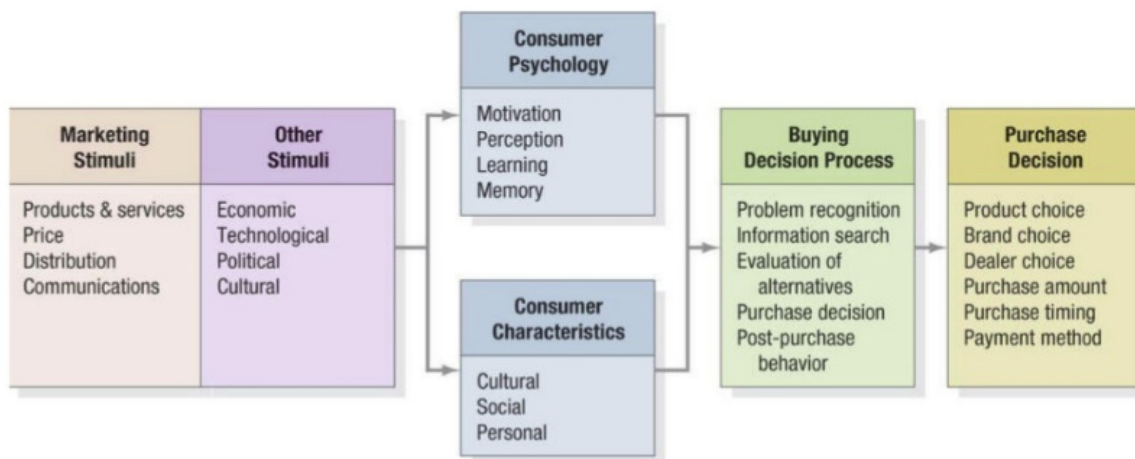 Marketing
Stimuli
Products & services
Price
Distribution
Communications
Other
Stimuli
Economic
Technological
Political
Cultural
Consumer
Psychology
Motivation
Perception
Learning
Memory
Consumer
Characteristics
Cultural
Social
Personal
Buying
Decision Process
Problem recognition
Information search
Evaluation of
alternatives
Purchase decision
Post-purchase
behavior
Purchase
Decision
Product choice
Brand choice
Dealer choice
Purchase amount
Purchase timing
Payment method